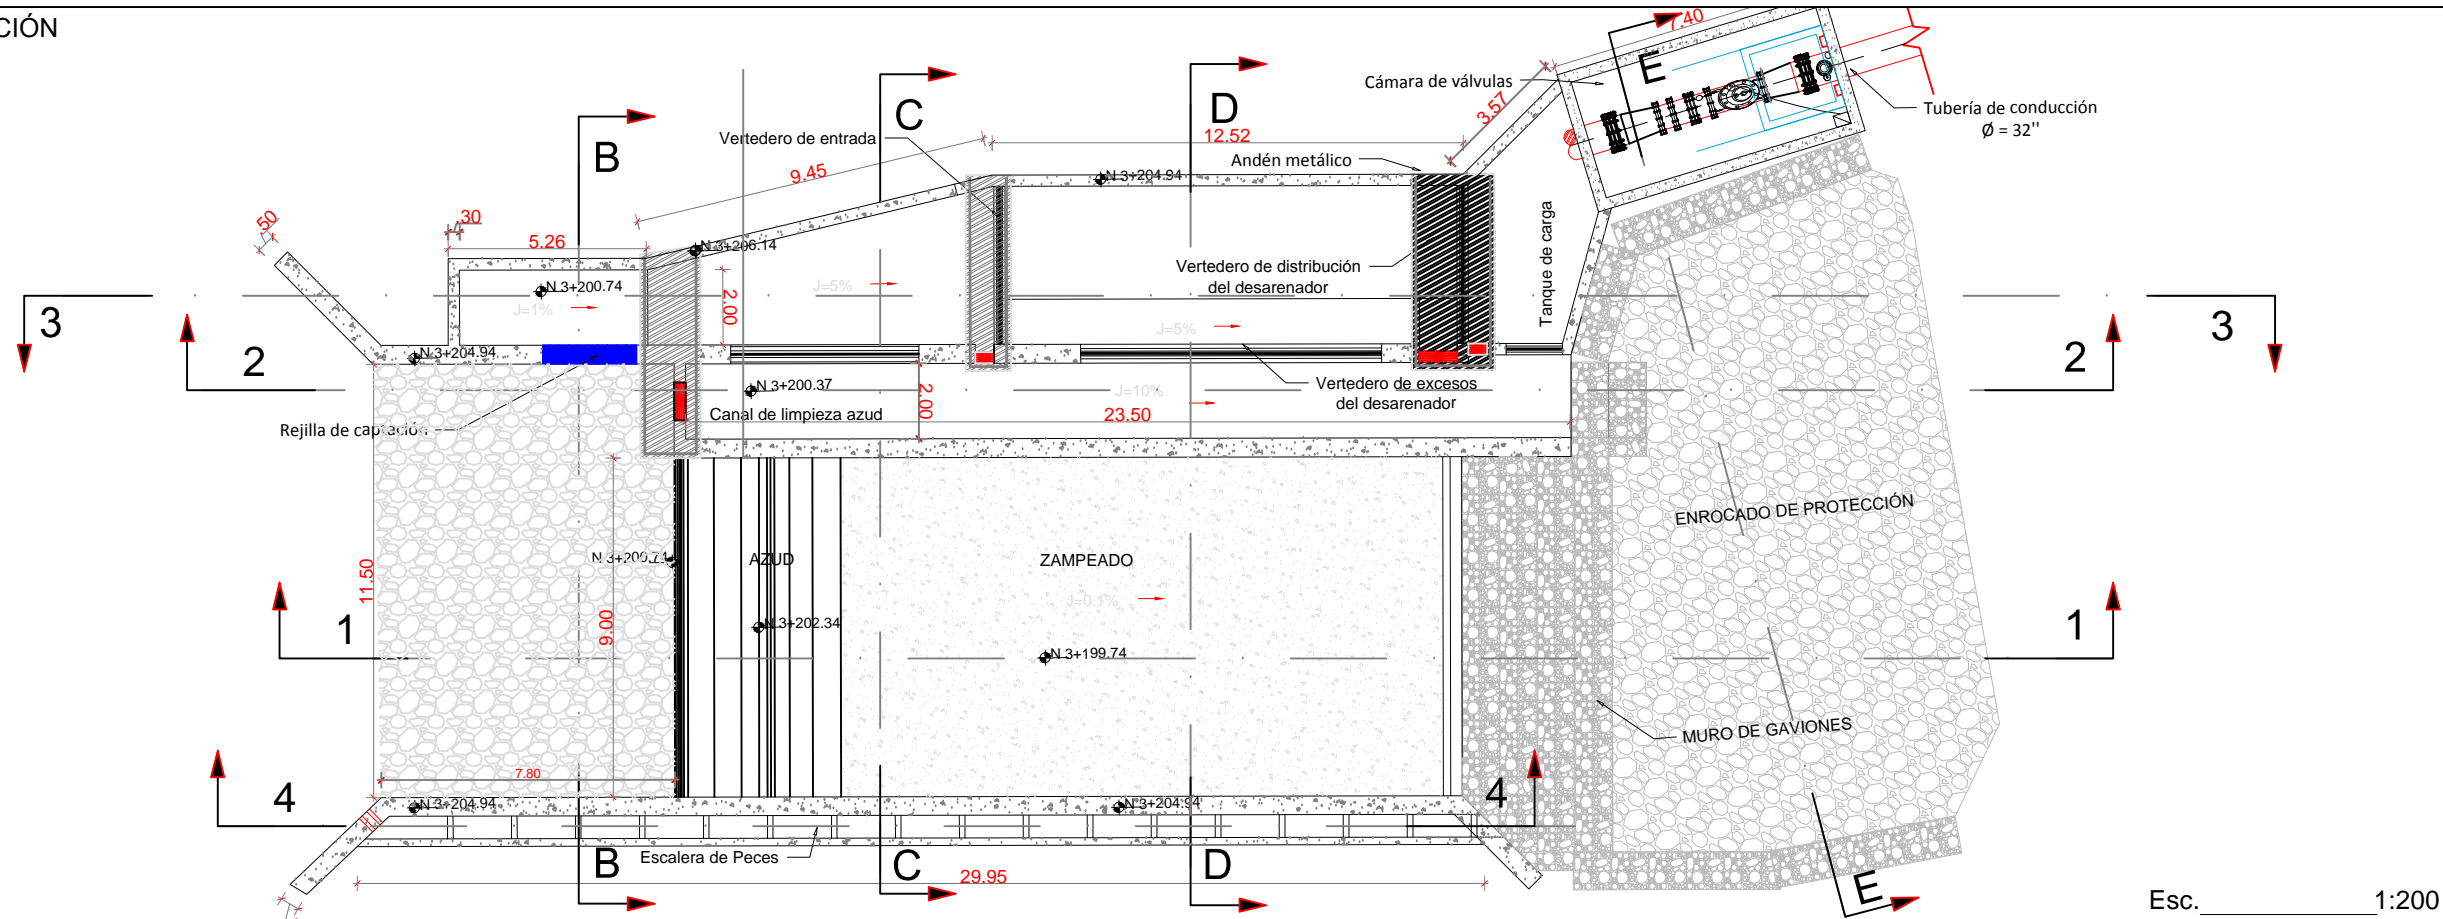 CIÓN
7.40
E
Cámara de válvulas
Tubería de conducción
Ø = 32''
3.57
D
12.52
C
Vertedero de entrada
B
9.45
Andén metálico
N 3+204.94
.50
.30
5.26
N 3+206.14
Vertedero de distribución
del desarenador
Tanque de carga
N 3+200.74
J=1%
J=5%
2.00
J=5%
3
3
2
2
N 3+204.94
N 3+200.37
2.00
J=10%
Vertedero de excesos
del desarenador
Canal de limpieza azud
23.50
Rejilla de captación
ENROCADO DE PROTECCIÓN
N 3+200.74
AZUD
ZAMPEADO
11.50
J=0.1%
9.00
N 3+202.34
1
1
N 3+199.74
MURO DE GAVIONES
7.80
4
4
N 3+204.94
N 3+204.94
B
Escalera de Peces
C
D
29.95
E
Esc. 1:200